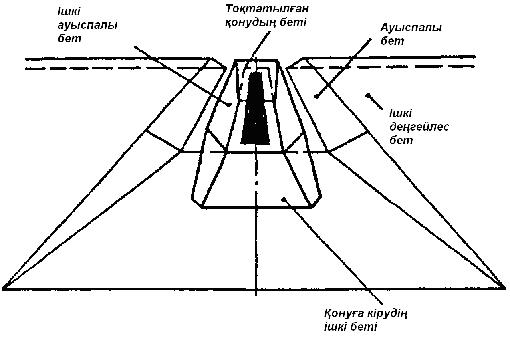 Ішкі
ауыспалы
бет
Тоқтатылған
қонудың беті
Ауыспалы
бет
Ішкі
деңгейлес
бет
Қонуға кірудің
ішкі беті